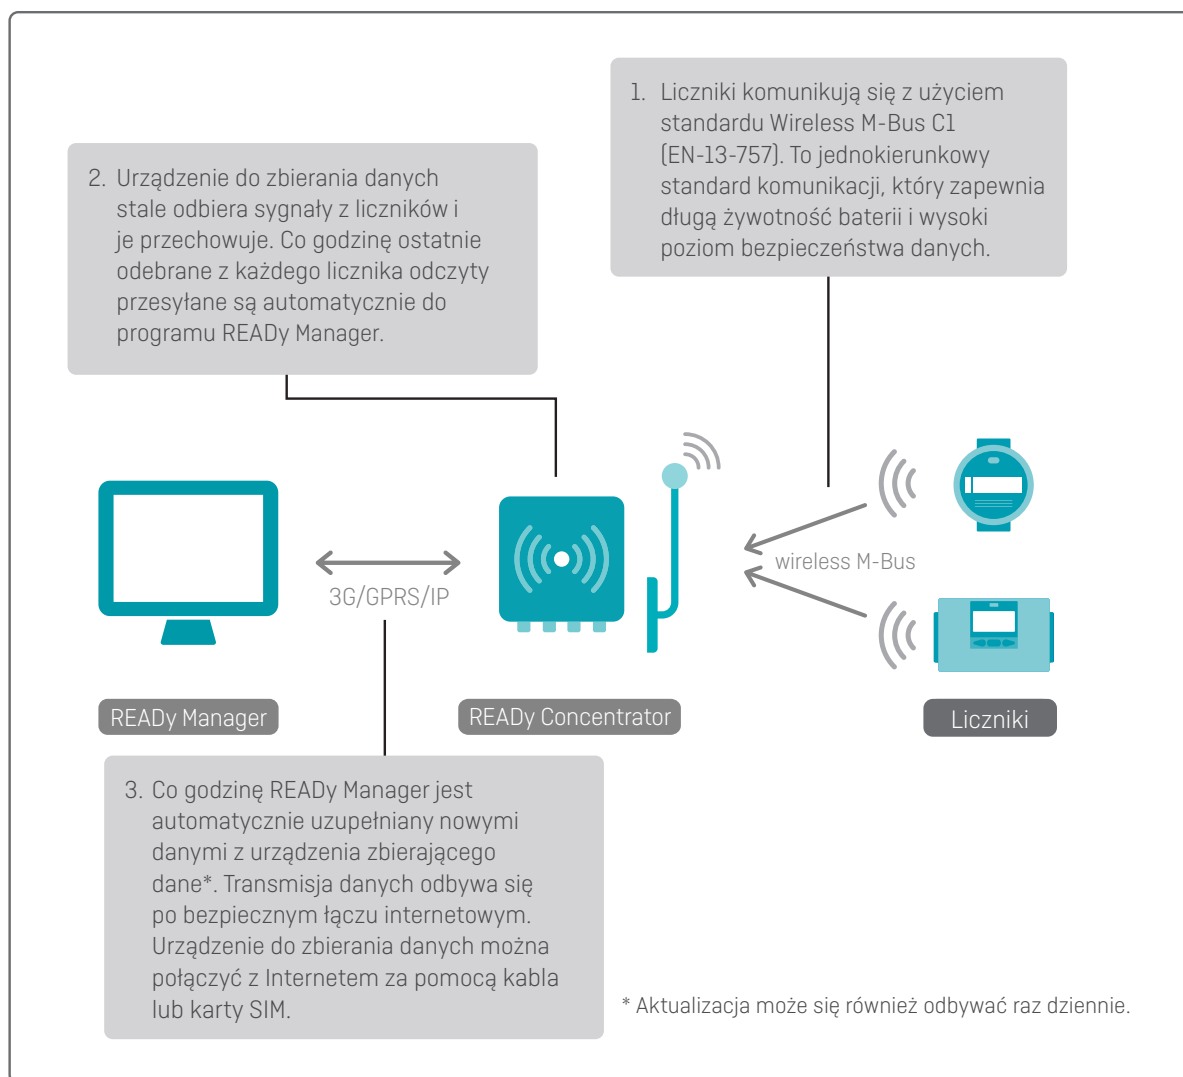 1. Liczniki komunikują się z użyciem
standardu Wireless M-Bus C1
(EN-13-757). To jednokierunkowy
standard komunikacji, który zapewnia
długą żywotność baterii i wysoki
poziom bezpieczeństwa danych.
2. Urządzenie do zbierania danych
stale odbiera sygnały z liczników i
je przechowuje. Co godzinę ostatnie
odebrane z każdego licznika odczyty
przesyłane są automatycznie do
programu READy Manager.
3G/GPRS/IP
wireless M-Bus
READy Manager
READy Concentrator
Liczniki
3. Co godzinę READy Manager jest
automatycznie uzupełniany nowymi
danymi z urządzenia zbierającego
dane*. Transmisja danych odbywa się
po bezpiecznym łączu internetowym.
Urządzenie do zbierania danych można
połączyć z Internetem za pomocą kabla
lub karty SIM.
* Aktualizacja może się również odbywać raz dziennie.